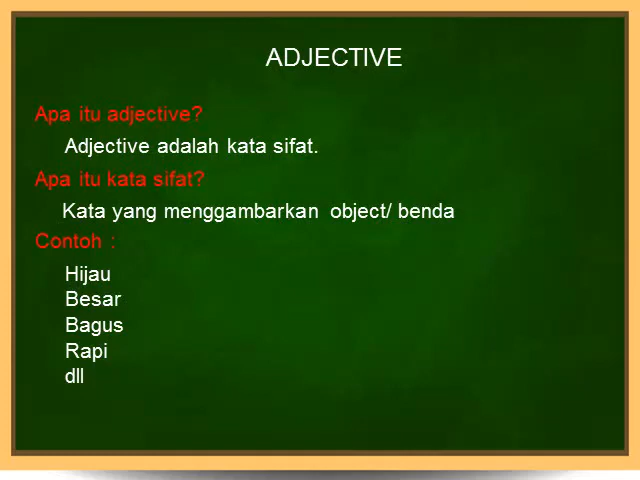 ADJECTIVE
Apa itu adjective?
Adjective adalah kata sifat.
Apa itu kata sifat?
Kata yang menggambarkan object/ benda
Contoh :
Hijau
Besar
Bagus
Rapi
dll